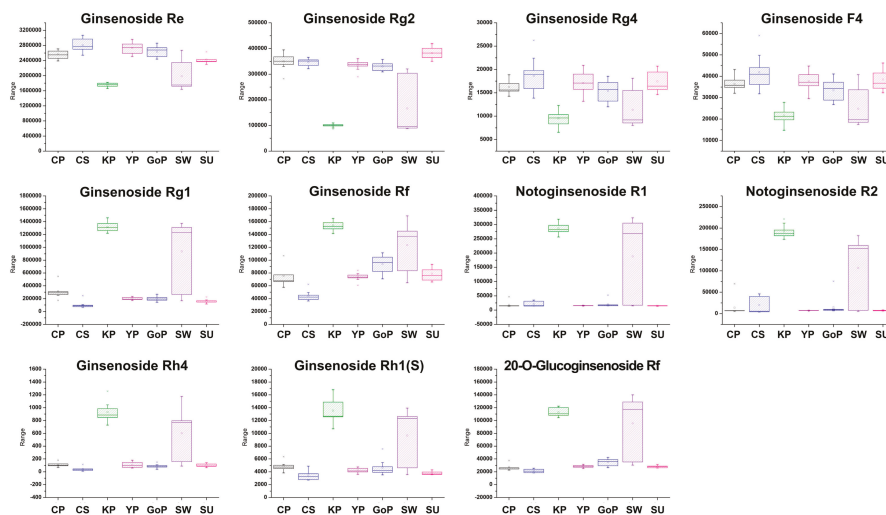 Ginsenoside Re
2800000
2400000
2000000
1600000
1200000
800000
400000
0
Range
CP CS KP YP GoP SW SU
Ginsenoside Rg2
500000
400000
300000
200000
100000
0
Range
CP CS KP YP GoP SW SU
Ginsenoside Rg4
30000
25000
20000
15000
10000
5000
0
Range
CP CS KP YP GoP SW SU
Ginsenoside F4
60000
50000
40000
30000
20000
10000
0
Range
CP CS KP YP GoP SW SU
Ginsenoside Rg1
1600000
1400000
1200000
1000000
800000
600000
400000
200000
0
-200000
Range
CP CS KP YP GoP SW SU
Ginsenoside Rf
200000
180000
160000
140000
120000
100000
80000
60000
40000
20000
0
Range
CP CS KP YP GoP SW SU
Notoginsenoside R1
350000
300000
250000
200000
150000
100000
50000
0
-50000
Range
CP CS KP YP GoP SW SU
Notoginsenoside R2
250000
200000
150000
100000
50000
0
Range
CP CS KP YP GoP SW SU
Ginsenoside Rh4
1600
1400
1200
1000
800
600
400
200
0
-200
-400
Range
CP CS KP YP GoP SW SU
Ginsenoside Rh1(S)
20000
18000
16000
14000
12000
10000
8000
6000
4000
2000
0
Range
CP CS KP YP GoP SW SU
20-O-Glucoginsenoside Rf
180000
160000
140000
120000
100000
80000
60000
40000
20000
0
-20000
Range
CP CS KP YP GoP SW SU